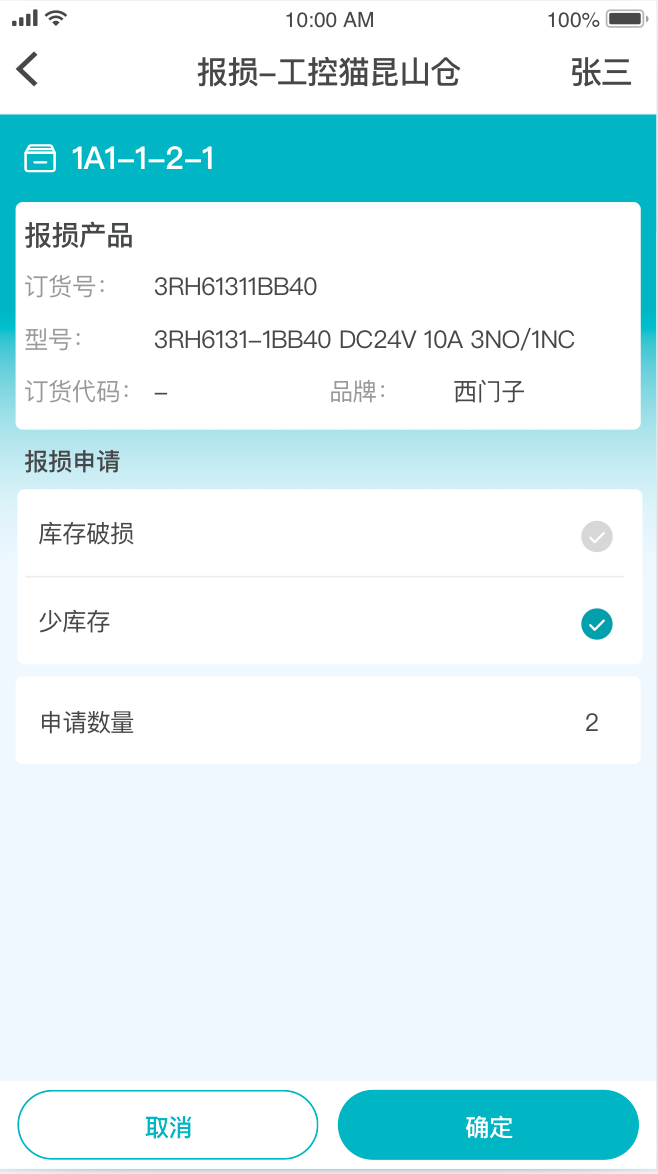 10:00 AM 100%
报损-工控猫昆山仓 张三
1A1-1-2-1
报损产品
订货号: 3RH61311BB40
型号: 3RH6131-1BB40 DC24V 10A 3NO/1NC
订货代码: - 品牌: 西门子
报损申请
库存破损
少库存
申请数量 2
取消 确定